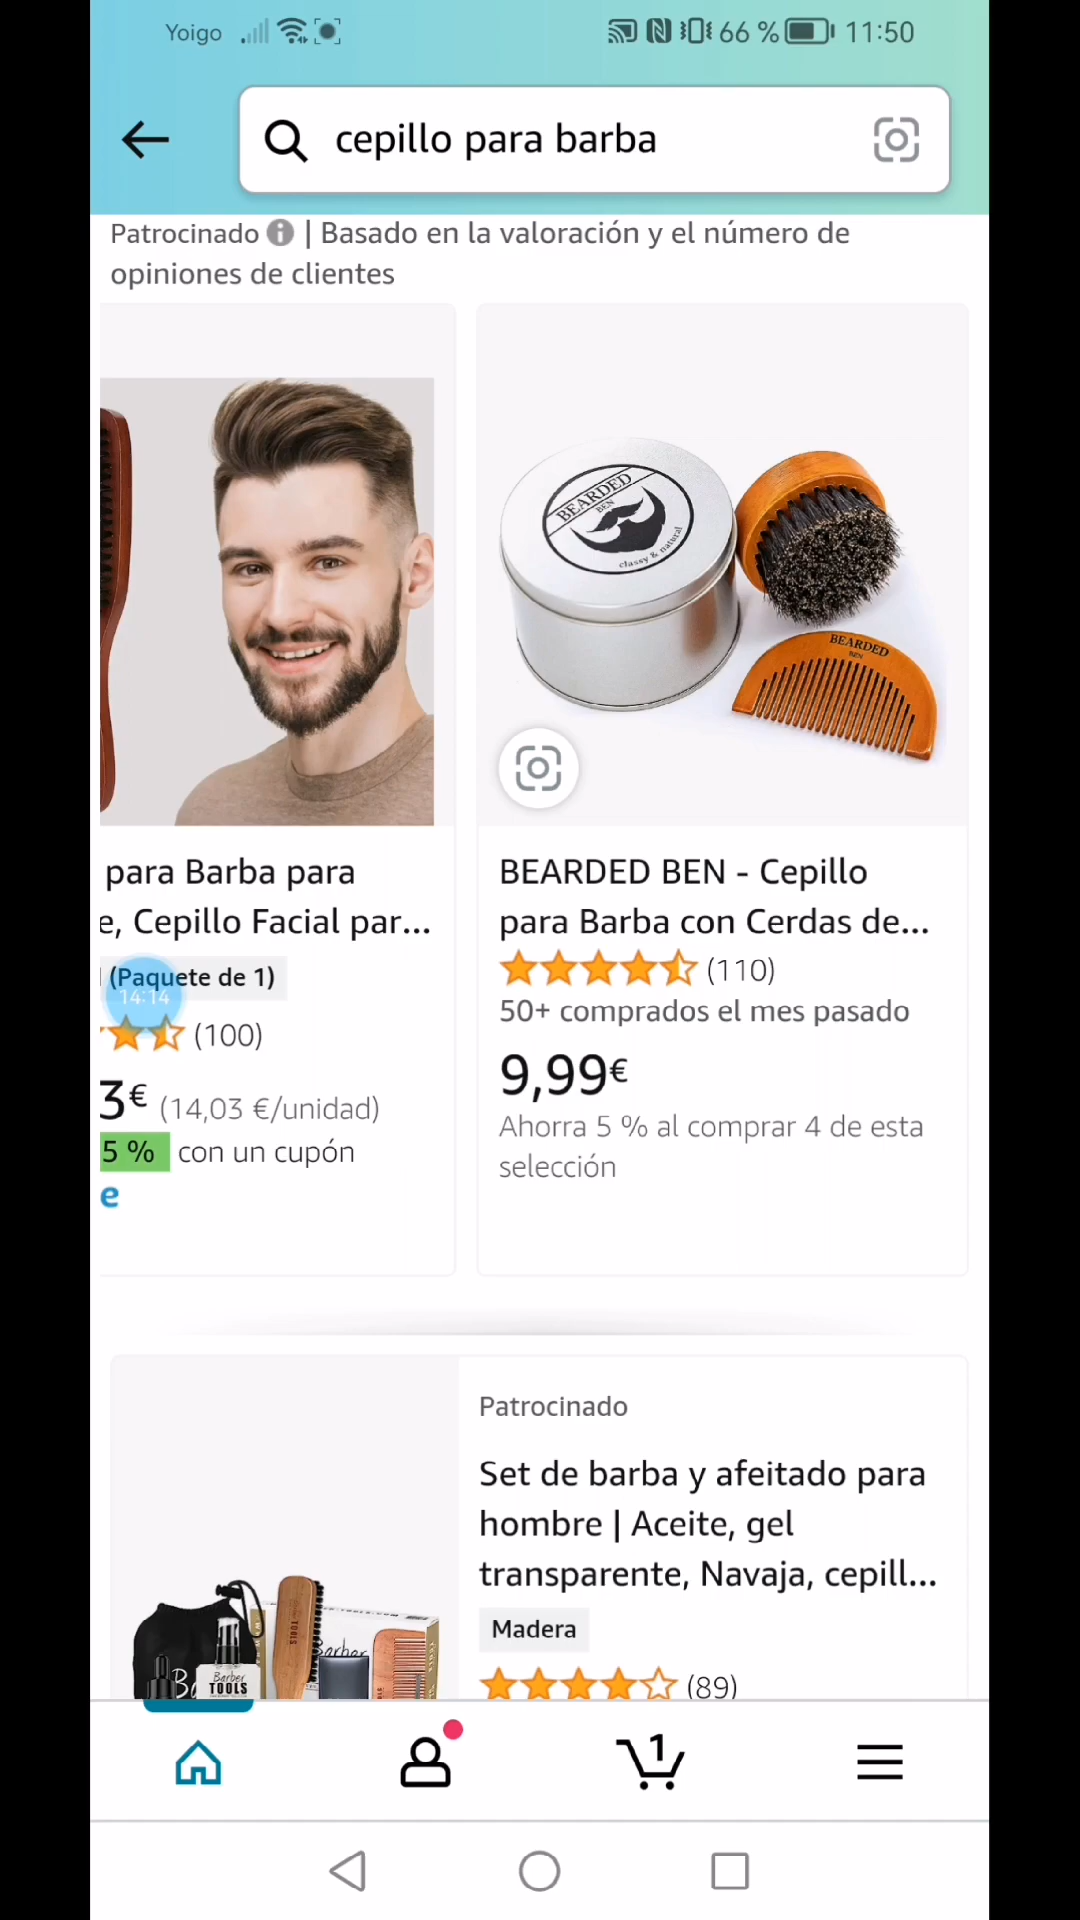 Yoigo 66 % 11:50
cepillo para barba
Patrocinado | Basado en la valoración y el número de
opiniones de clientes
BEARDED
BEN
classy & natural
BEARDED
BEN
para Barba para
e, Cepillo Facial par...
(Paquete de 1)
14:14
(100)
3€ (14,03 €/unidad)
5 % con un cupón
e
BEARDED BEN - Cepillo
para Barba con Cerdas de...
(110)
50+ comprados el mes pasado
9,99€
Ahorra 5 % al comprar 4 de esta
selección
Patrocinado
Set de barba y afeitado para
hombre | Aceite, gel
transparente, Navaja, cepill...
Madera
(89)
Barber
Barber
TOOLS
1